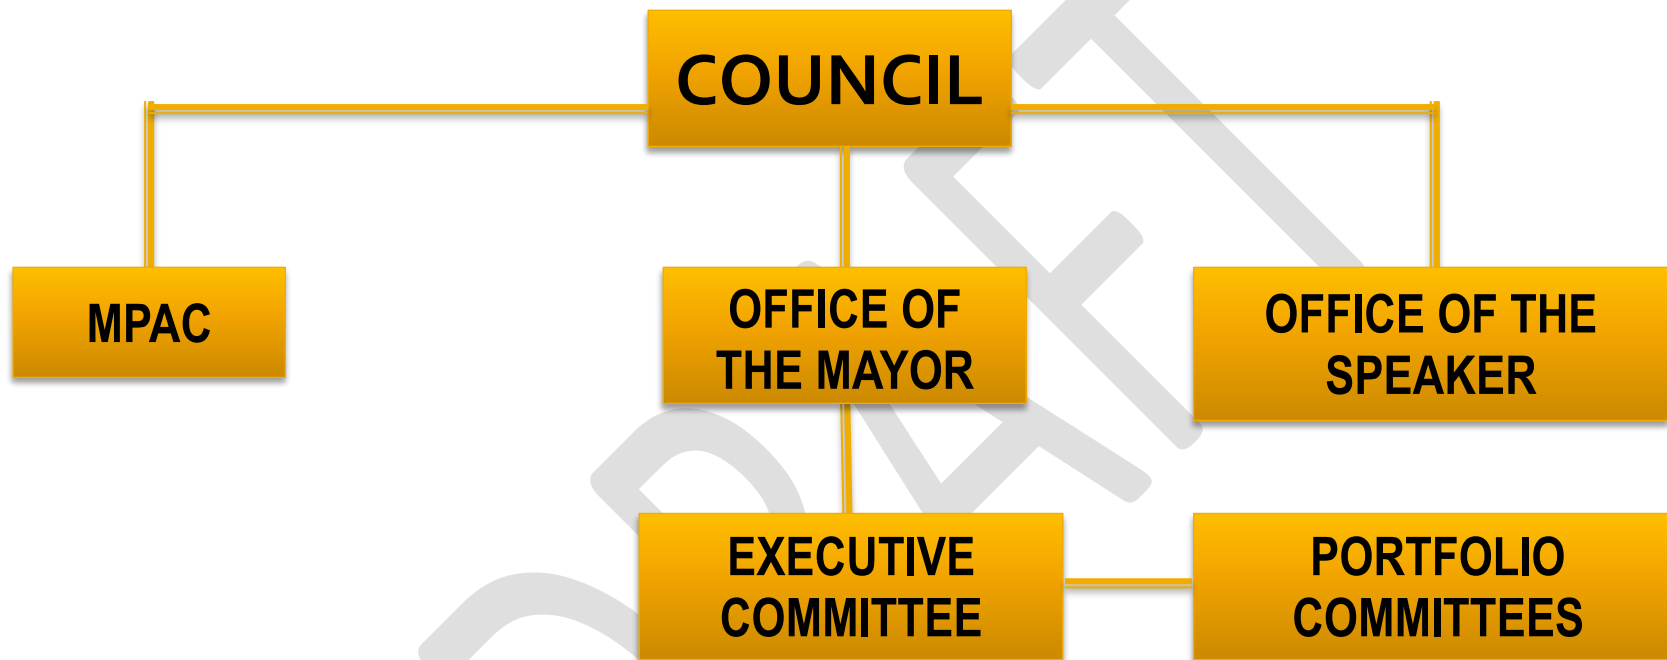 COUNCIL
MPAC
OFFICE OF
THE MAYOR
OFFICE OF THE
SPEAKER
EXECUTIVE
COMMITTEE
PORTFOLIO
COMMITTEES
DRAFT